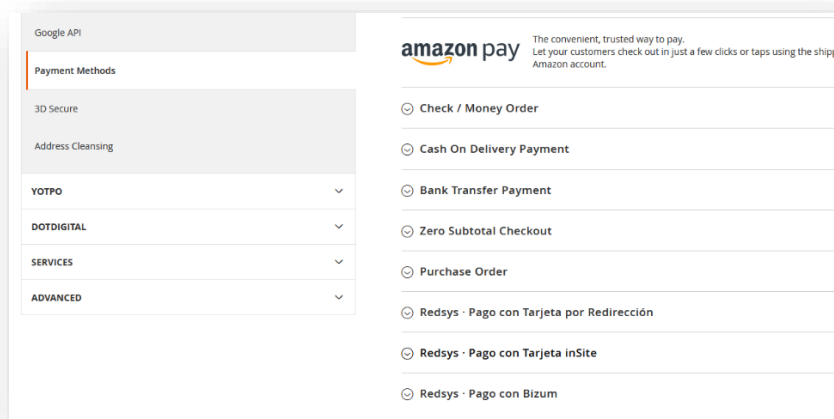 Google API
Payment Methods
3D Secure
Address Cleansing
YOTPO
DOTDIGITAL
SERVICES
ADVANCED
amazon pay
The convenient, trusted way to pay.
Let your customers check out in just a few clicks or taps using the
Amazon account.
Check / Money Order
Cash On Delivery Payment
Bank Transfer Payment
Zero Subtotal Checkout
Purchase Order
Redsys · Pago con Tarjeta por Redirección
Redsys · Pago con Tarjeta inSite
Redsys · Pago con Bizum